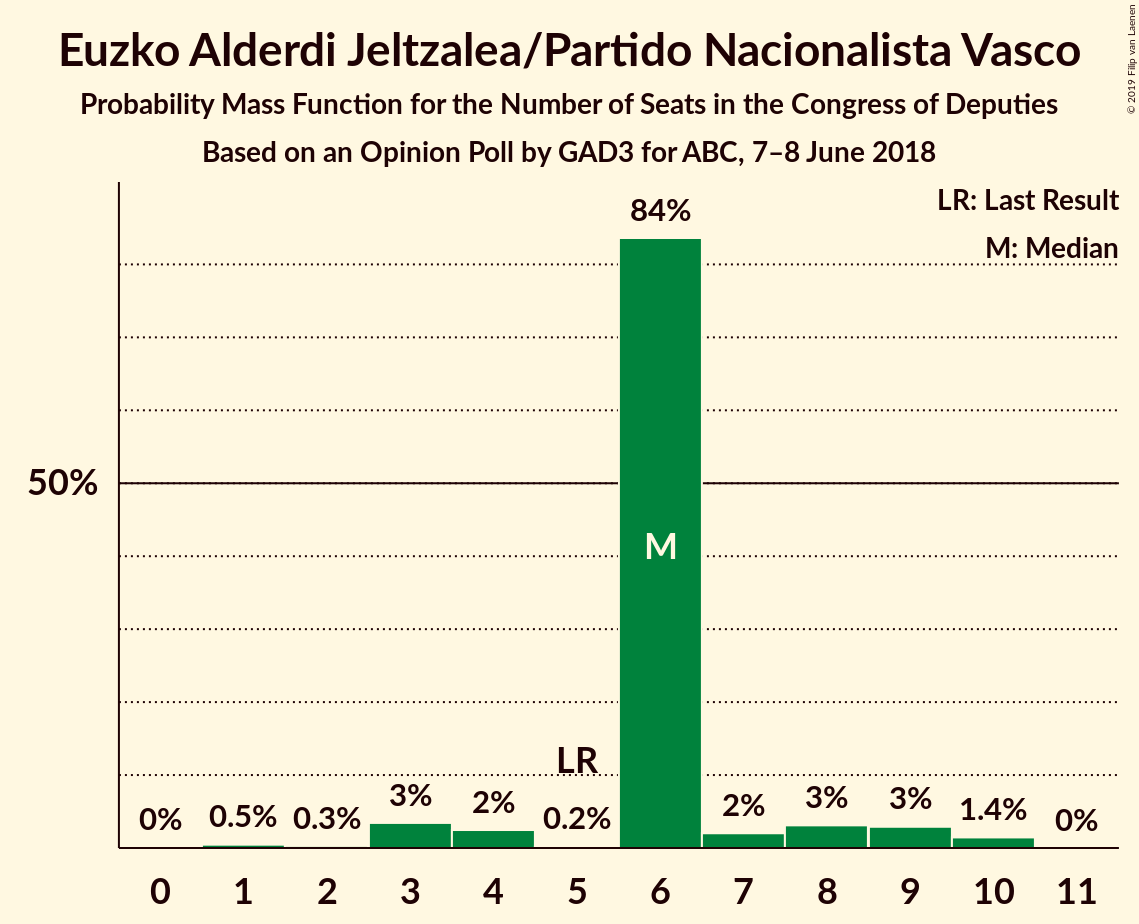 Euzko Alderdi Jeltzalea/Partido Nacionalista Vasco
Probability Mass Function for the Number of Seats in the Congress of Deputies
Based on an Opinion Poll by GAD3 for ABC, 7–8 June 2018
© 2019 Filip van Laenen
LR: Last Result
M: Median
84%
50%
M
LR
0% 0.5% 0.3% 3% 2% 0.2% 2% 3% 3% 1.4% 0%
0 1 2 3 4 5 6 7 8 9 10 11